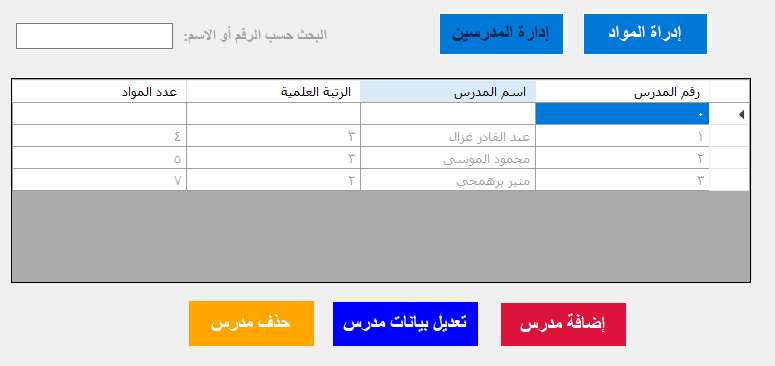 إدراة المواد
إدارة المدرسين
البحث حسب الرقم أو الاسم:
رقم المدرس اسم المدرس الرتبة العلمية عدد المواد
٠
١ عبد القادر غزال ٣ ٤
٢ محمود الموسى ٣ ٥
٣ منير برهمجي ٢ ٧
إضافة مدرس
تعديل بيانات مدرس
حذف مدرس